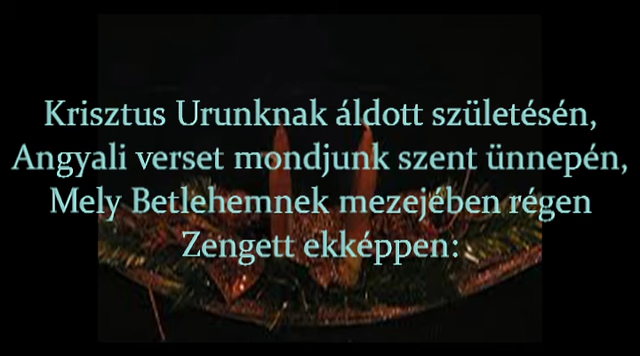 Krisztus Urunknak áldott születésén,
Angyali verset mondjunk szent ünnepén,
Mely Betlehemnek mezejében régen
Zengett ekképpen: